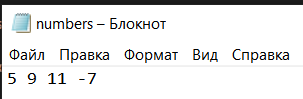 numbers – Блокнот
Файл Правка Формат Вид Справка
5 9 11 -7